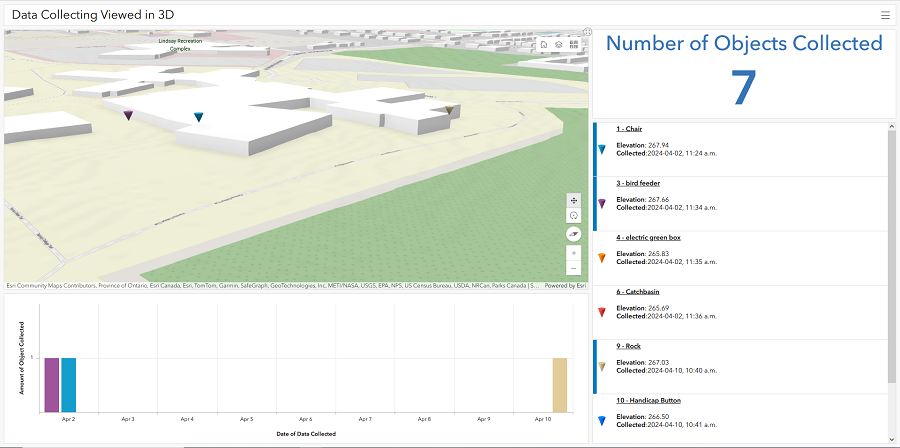 Data Collecting Viewed in 3D
Lindsay Recreation
Complex
Esri Community Maps Contributors, Province of Ontario, Esri Canada, Esri, TomTom, Garmin, SafeGraph, GeoTechnologies, Inc, METI/NASA, USGS, EPA, NPS, US Census Bureau, USDA, NRCan, Parks Canada | S...
Powered by Esri
Amount of Object Collected
1
Apr 2
Apr 3
Apr 4
Apr 5
Apr 6
Apr 7
Apr 8
Apr 9
Apr 10
Date of Data Collected
Number of Objects Collected
7
1 - Chair
Elevation: 267.94
Collected:2024-04-02, 11:24 a.m.
3 - bird feeder
Elevation: 267.66
Collected:2024-04-02, 11:34 a.m.
4 - electric green box
Elevation: 265.83
Collected:2024-04-02, 11:35 a.m.
6 - Catchbasin
Elevation: 265.69
Collected:2024-04-02, 11:36 a.m.
9 - Rock
Elevation: 267.03
Collected:2024-04-10, 10:40 a.m.
10 - Handicap Button
Elevation: 266.50
Collected:2024-04-10, 10:41 a.m.